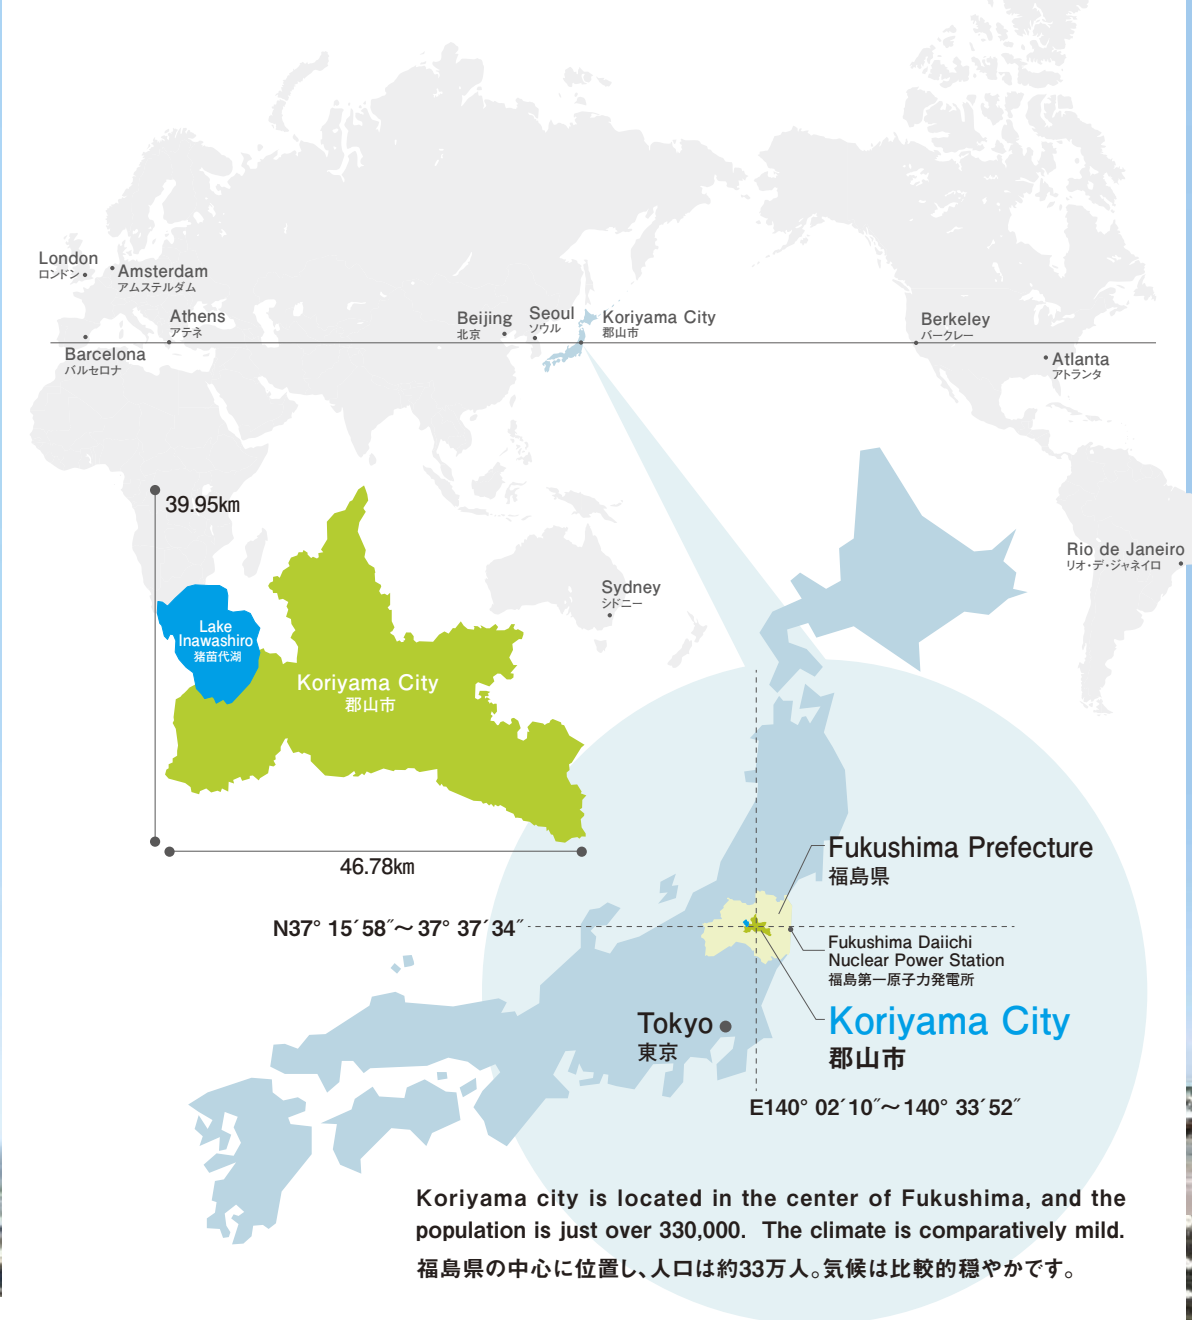 London
ロンドン
Amsterdam
アムステルダム
Athens
アテネ
Barcelona
バルセロナ
Beijing
北京
Seoul
ソウル
Koriyama City
郡山市
Berkeley
バークレー
Atlanta
アトランタ
39.95km
Rio de Janeiro
リオ・デ・ジャネイロ
Sydney
シドニー
Lake
Inawashiro
猪苗代湖
Koriyama City
郡山市
46.78km
Fukushima Prefecture
福島県
N37° 15′58″～37° 37′34″
Fukushima Daiichi
Nuclear Power Station
福島第一原子力発電所
Tokyo
東京
Koriyama City
郡山市
E140° 02′10″～140° 33′52″
Koriyama city is located in the center of Fukushima, and the
population is just over 330,000. The climate is comparatively mild.
福島県の中心に位置し、人口は約33万人。気候は比較的穏やかです。